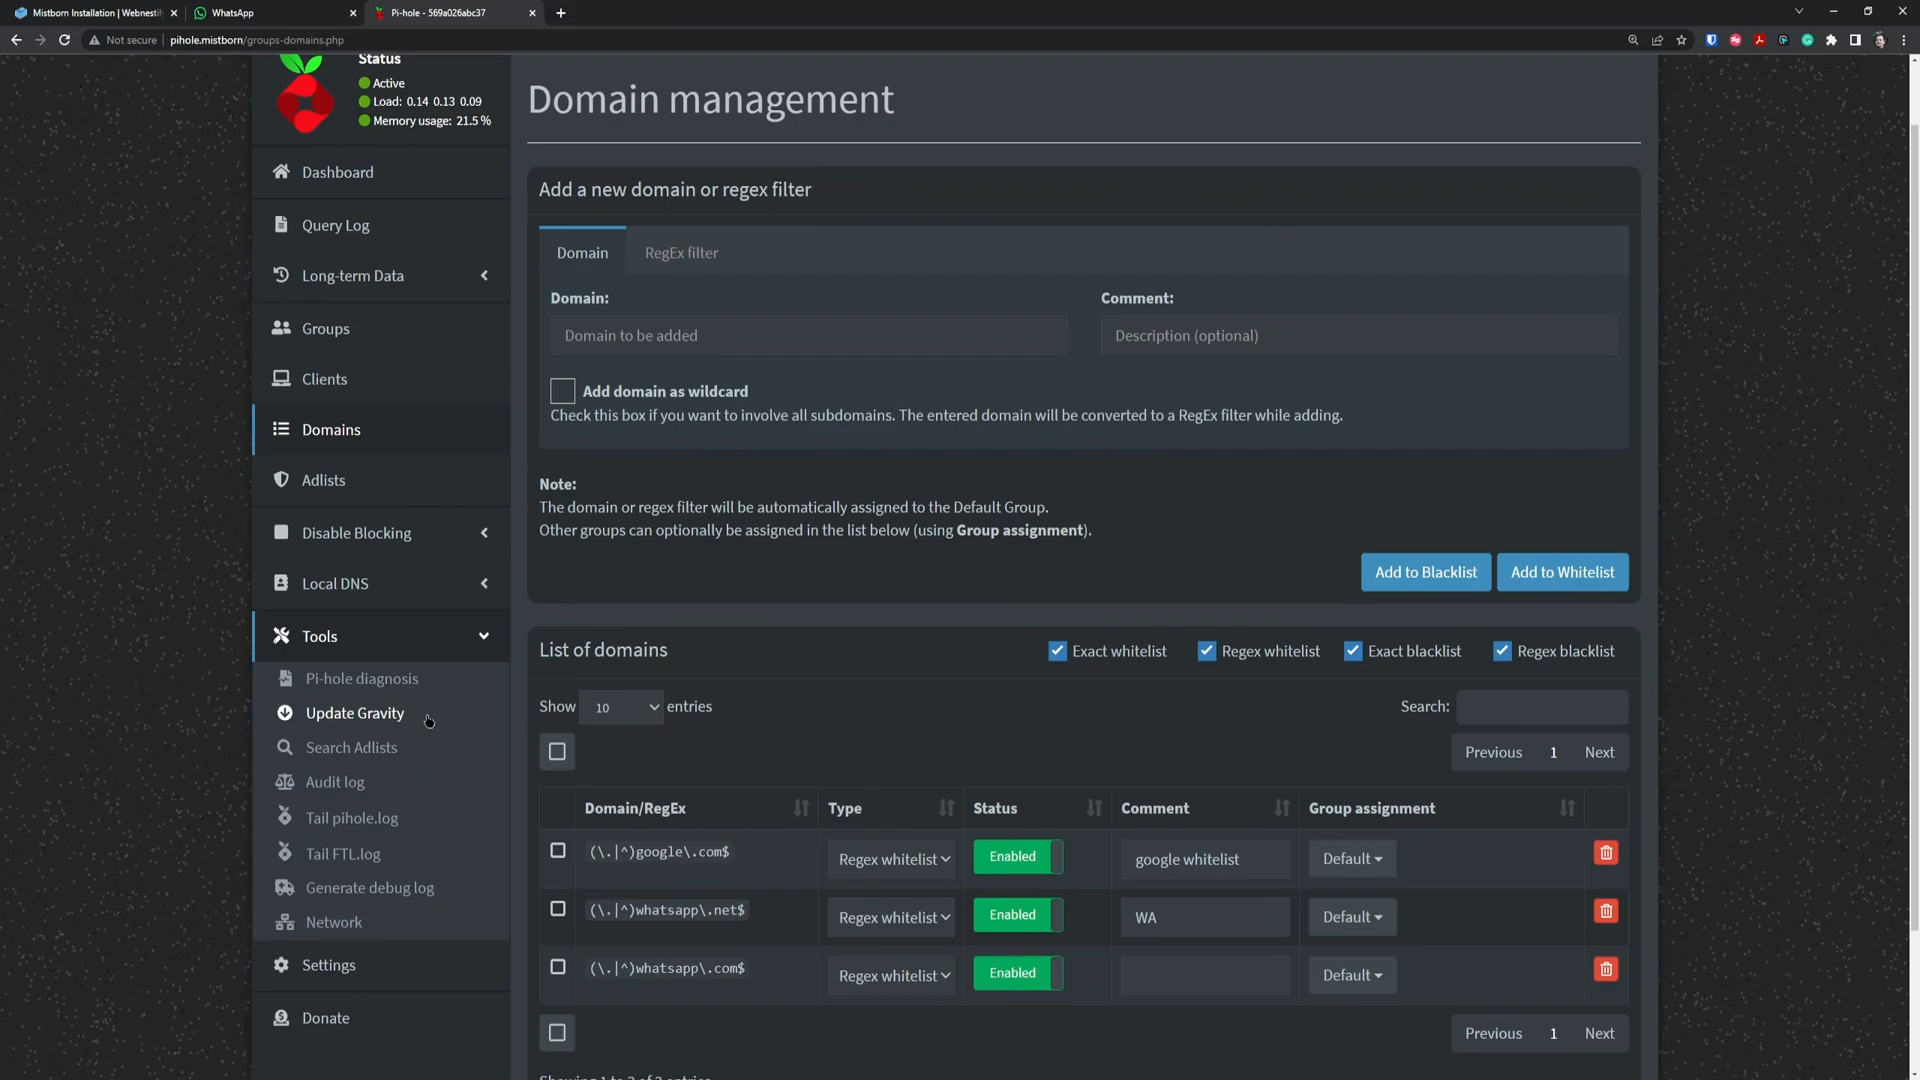 Mistborn Installation | Webnesti
WhatsApp
Pi-hole - 569a026abc37
Not secure
pihole.mistborn/groups-domains.php
Status
Active
Load: 0.14 0.13 0.09
Memory usage: 21.5 %
Dashboard
Query Log
Long-term Data
Groups
Clients
Domains
Adlists
Disable Blocking
Local DNS
Tools
Pi-hole diagnosis
Update Gravity
Search Adlists
Audit log
Tail pihole.log
Tail FTL.log
Generate debug log
Network
Settings
Donate
Domain management
Add a new domain or regex filter
Domain
RegEx filter
Domain:
Comment:
Domain to be added
Description (optional)
Add domain as wildcard
Check this box if you want to involve all subdomains. The entered domain will be converted to a RegEx filter while adding.
Note:
The domain or regex filter will be automatically assigned to the Default Group.
Other groups can optionally be assigned in the list below (using Group assignment).
Add to Blacklist
Add to Whitelist
List of domains
Exact whitelist
Regex whitelist
Exact blacklist
Regex blacklist
Show 10 entries
Search:
Previous 1 Next
Domain/RegEx Type Status Comment Group assignment
(\.|^)google\.com$ Regex whitelist Enabled google whitelist Default
(\.|^)whatsapp\.net$ Regex whitelist Enabled WA Default
(\.|^)whatsapp\.com$ Regex whitelist Enabled Default
Previous 1 Next